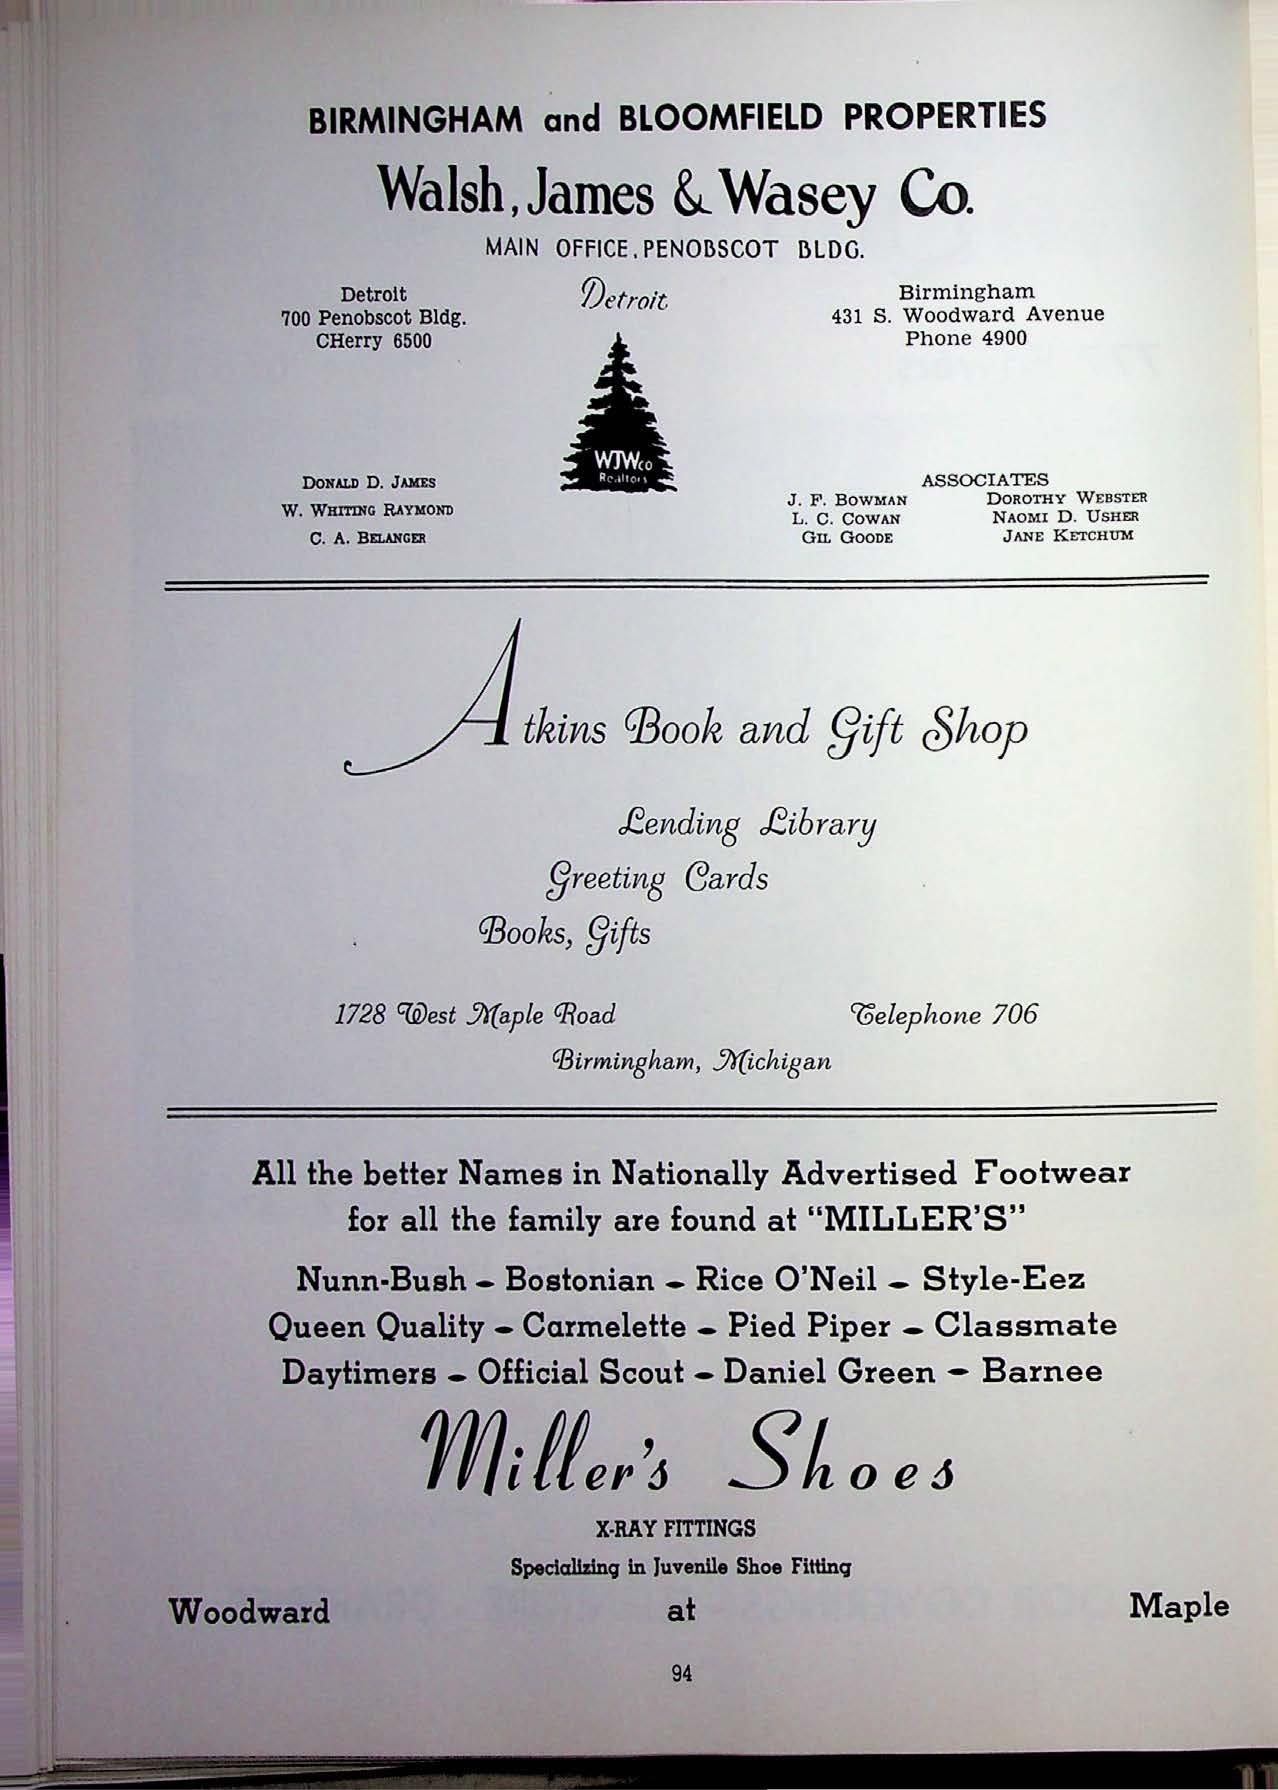 BIRMINGHAM and BLOOMFIELD PROPERTIES
Walsh, James & Wasey Co.
MAIN OFFICE, PENOBSCOT BLDG.
Detroit
Detroit
700 Penobscot Bldg.
CHerry 6500
Birmingham
431 S. Woodward Avenue
Phone 4900
WJWco
Realtors
DONALD D. JAMES
W. WHITING RAYMOND
C. A. BELANGER
ASSOCIATES
J. F. BOWMAN DOROTHY WEBSTER
L. C. COWAN NAOMI D. USHER
GIL GOODE JANE KETCHUM
Atkins Book and Gift Shop
Lending Library
Greeting Cards
Books, Gifts
1728 West Maple Road Telephone 706
Birmingham, Michigan
All the better Names in Nationally Advertised Footwear
for all the family are found at "MILLER'S"
Nunn-Bush - Bostonian - Rice O'Neil - Style-Eez
Queen Quality - Carmelette - Pied Piper - Classmate
Daytimers - Official Scout - Daniel Green - Barnee
Miller's Shoes
X-RAY FITTINGS
Specializing in Juvenile Shoe Fitting
Woodward at Maple
94